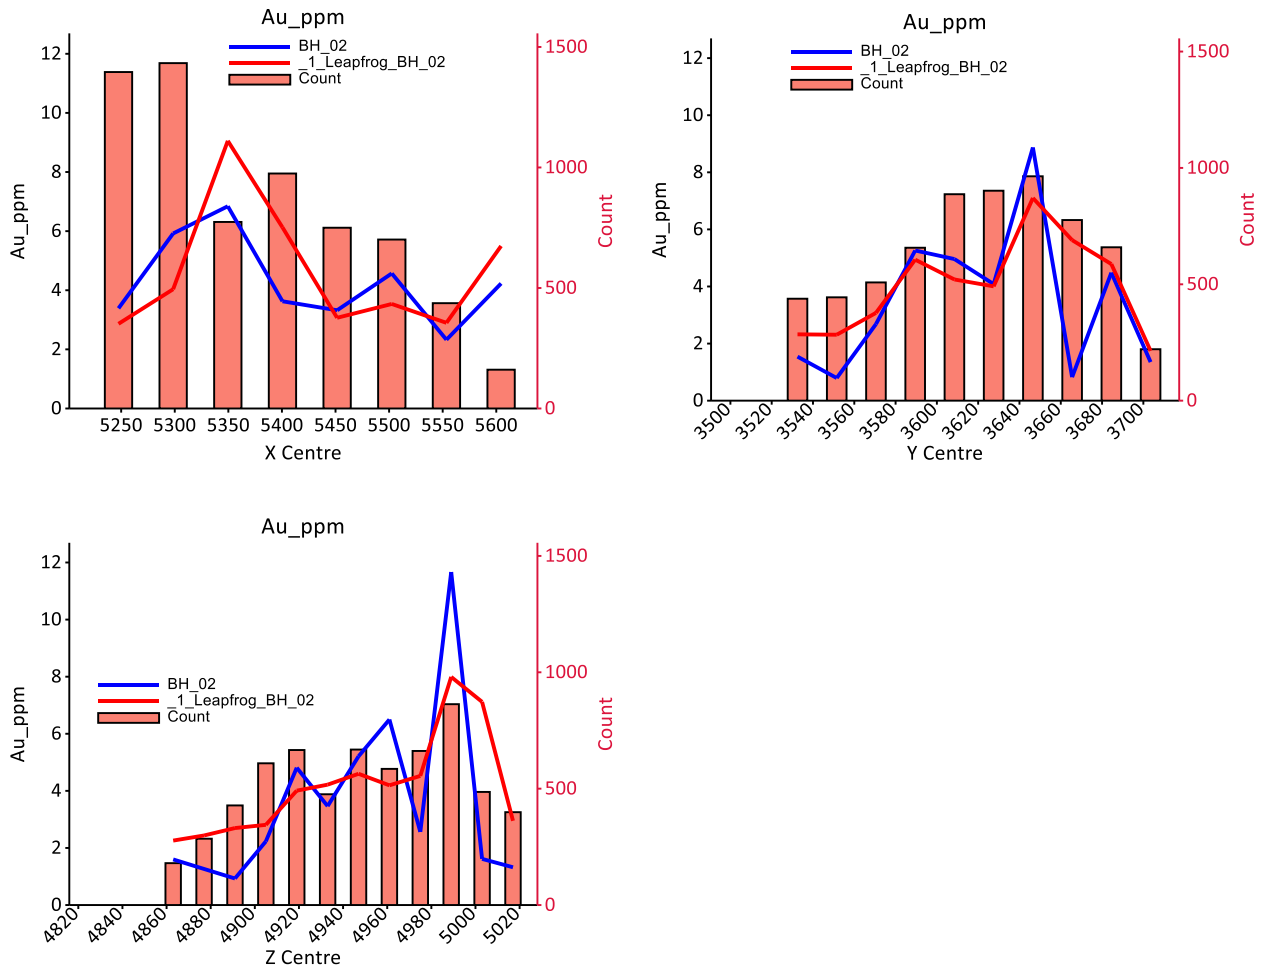 Au_ppm
BH_02
_1_Leapfrog_BH_02
Count
12
10
8
6
4
2
0
Au_ppm
1500
1000
500
0
Count
5250 5300 5350 5400 5450 5500 5550 5600
X Centre
Au_ppm
BH_02
_1_Leapfrog_BH_02
Count
12
10
8
6
4
2
0
Au_ppm
1500
1000
500
0
Count
3500 3520 3540 3560 3580 3600 3620 3640 3660 3680 3700
Y Centre
Au_ppm
BH_02
_1_Leapfrog_BH_02
Count
12
10
8
6
4
2
0
Au_ppm
1500
1000
500
0
Count
4820 4840 4860 4880 4900 4920 4940 4960 4980 5000 5020
Z Centre